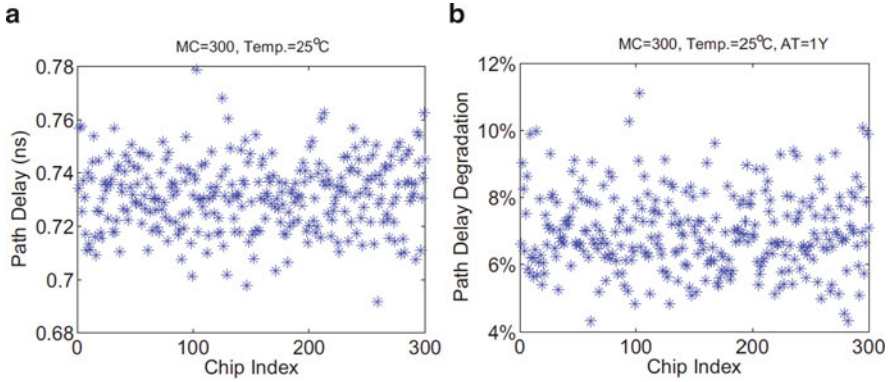 a
MC=300, Temp.=25°C
0.78
0.76
0.74
0.72
0.7
0.68
Path Delay (ns)
0 100 200 300
Chip Index
b
MC=300, Temp.=25°C, AT=1Y
12%
10%
8%
6%
4%
Path Delay Degradation
0 100 200 300
Chip Index